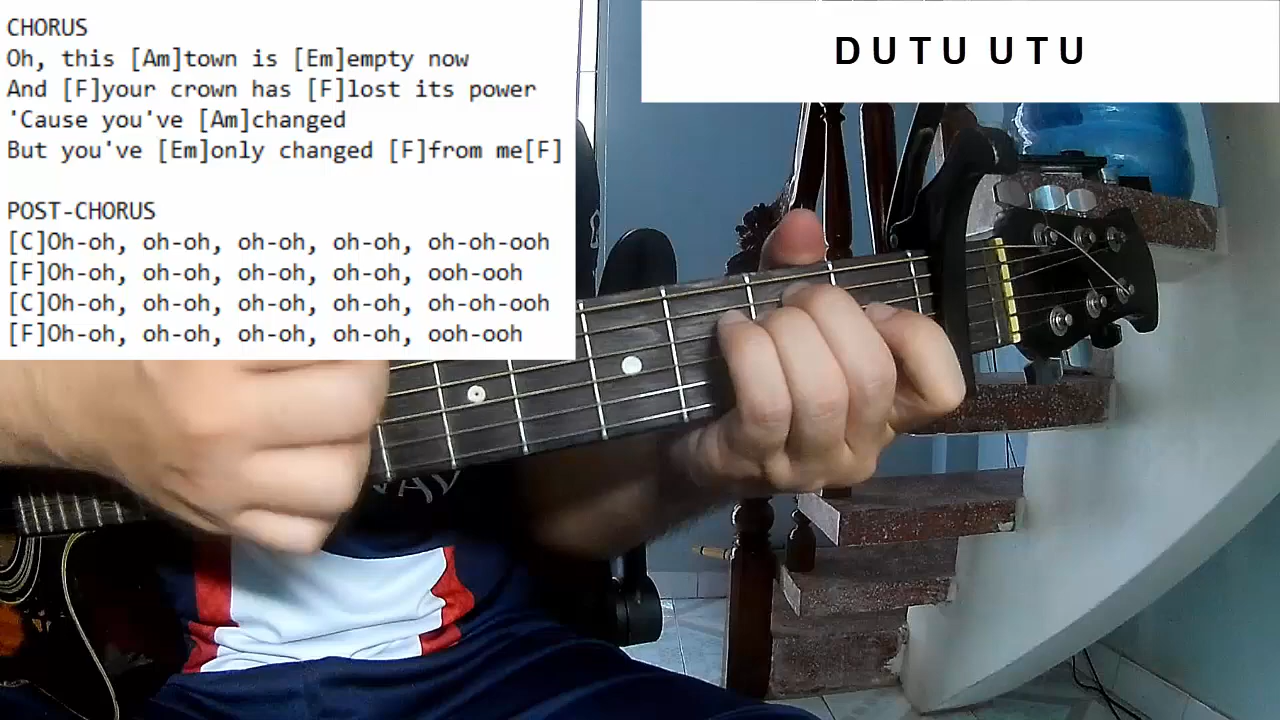 CHORUS
Oh, this [Am]town is [Em]empty now
And [F]your crown has [F]lost its power
'Cause you've [Am]changed
But you've [Em]only changed [F]from me[F]
POST-CHORUS
[C]Oh-oh, oh-oh, oh-oh, oh-oh, oh-oh-ooh
[F]Oh-oh, oh-oh, oh-oh, oh-oh, ooh-ooh
[C]Oh-oh, oh-oh, oh-oh, oh-oh, oh-oh-ooh
[F]Oh-oh, oh-oh, oh-oh, oh-oh, ooh-ooh
D U T U U T U